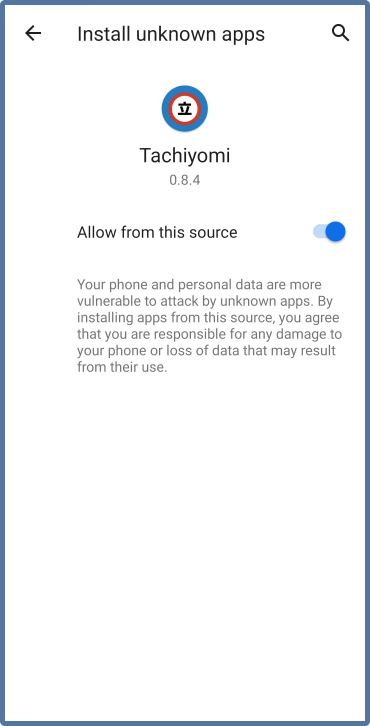 Install unknown apps
立
Tachiyomi
0.8.4
Allow from this source
Your phone and personal data are more
vulnerable to attack by unknown apps. By
installing apps from this source, you agree
that you are responsible for any damage to
your phone or loss of data that may result
from their use.